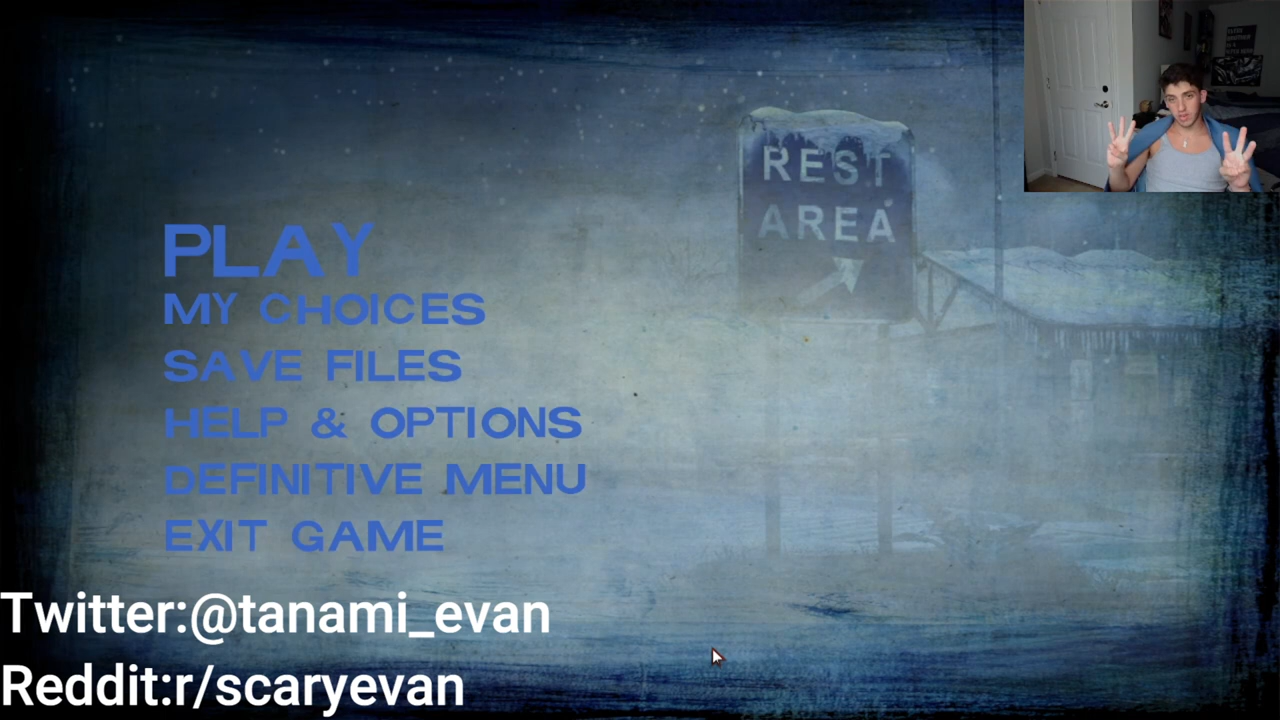 REST
AREA
PLAY
MY CHOICES
SAVE FILES
HELP & OPTIONS
DEFINITIVE MENU
EXIT GAME
Twitter:@tanami_evan
Reddit:r/scaryevan